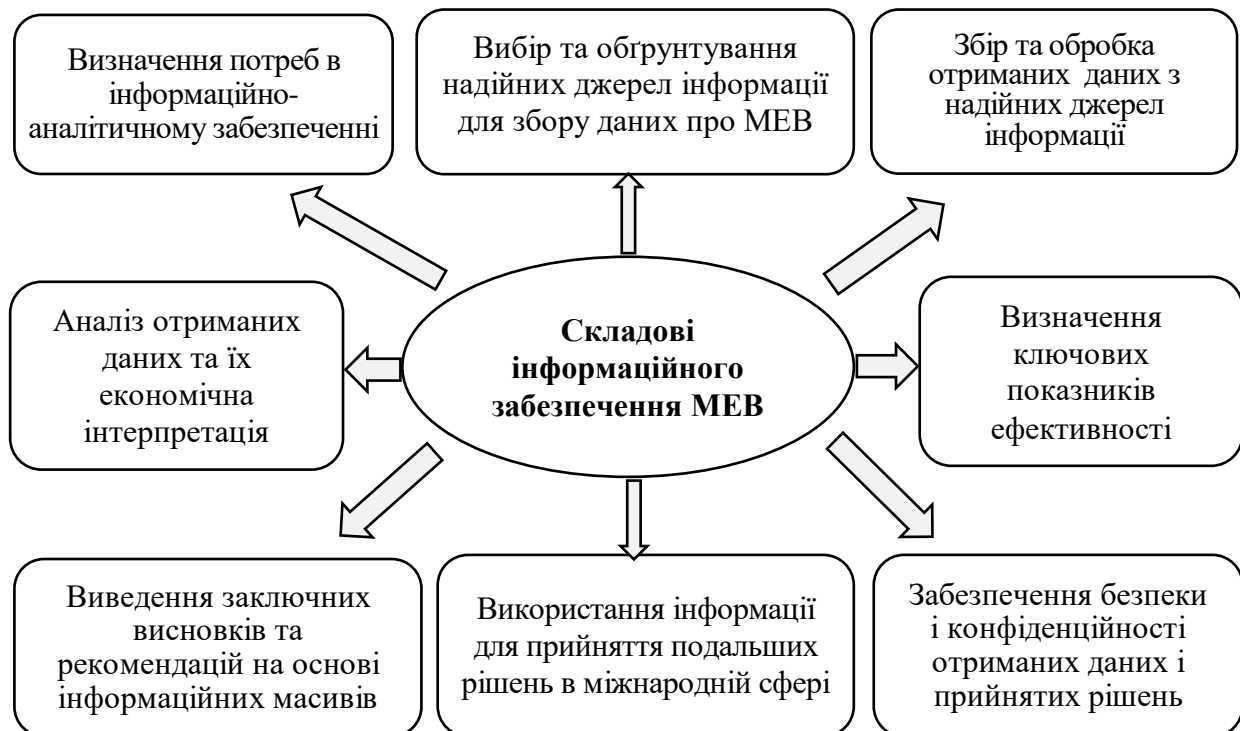 Визначення потреб в
інформаційно-
аналітичному забезпеченні
Вибір та обґрунтування
надійних джерел інформації
для збору даних про МЕВ
Збір та обробка
отриманих даних з
надійних джерел
інформації
Аналіз отриманих
даних та їх
економічна
інтерпретація
Складові
інформаційного
забезпечення МЕВ
Визначення
ключових
показників
ефективності
Виведення заключних
висновків та
рекомендацій на основі
інформаційних масивів
Використання інформації
для прийняття подальших
рішень в міжнародній сфері
Забезпечення безпеки
і конфіденційності
отриманих даних і
прийнятих рішень